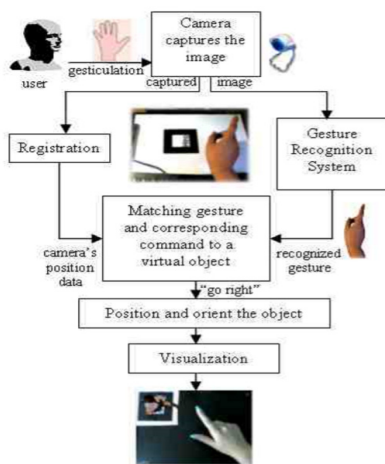 Camera
captures the
image
gesticulation
user
captured image
Registration
Gesture
Recognition
System
Matching gesture
and corresponding
command to a
virtual object
camera's
position
data
recognized
gesture
"go right"
Position and orient the object
Visualization